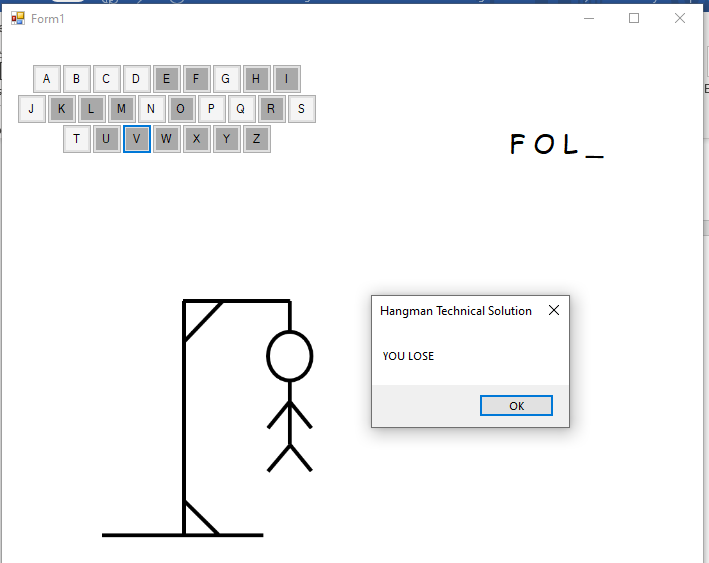 Form1
A B C D E F G H I
J K L M N O P Q R S
T U V W X Y Z
F O L _
Hangman Technical Solution
YOU LOSE
OK